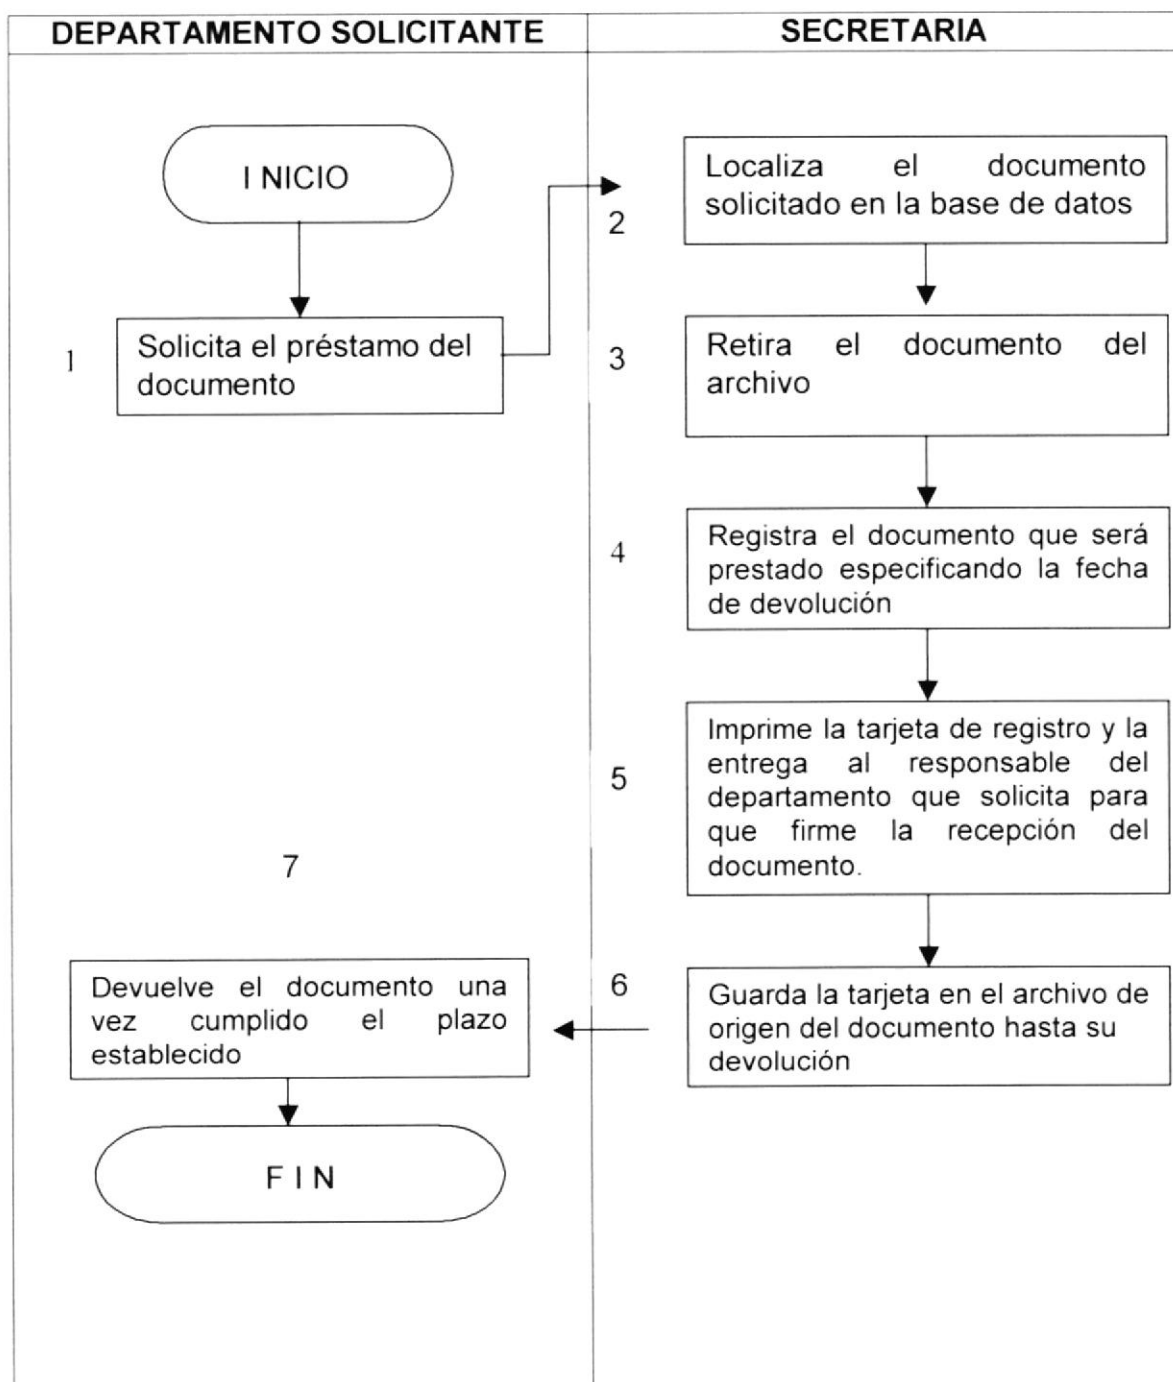 DEPARTAMENTO SOLICITANTE
SECRETARIA
I NICIO
1
Solicita el préstamo del
documento
2
Localiza el documento
solicitado en la base de datos
3
Retira el documento del
archivo
4
Registra el documento que será
prestado especificando la fecha
de devolución
5
Imprime la tarjeta de registro y la
entrega al responsable del
departamento que solicita para
que firme la recepción del
documento.
6
Guarda la tarjeta en el archivo de
origen del documento hasta su
devolución
7
Devuelve el documento una
vez cumplido el plazo
establecido
F I N